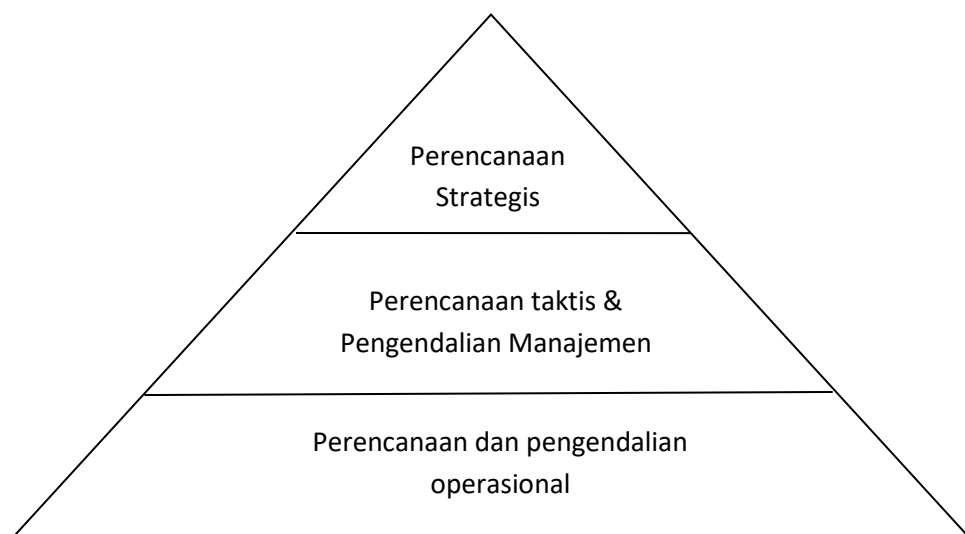 Perencanaan
Strategis
Perencanaan taktis &
Pengendalian Manajemen
Perencanaan dan pengendalian
operasional